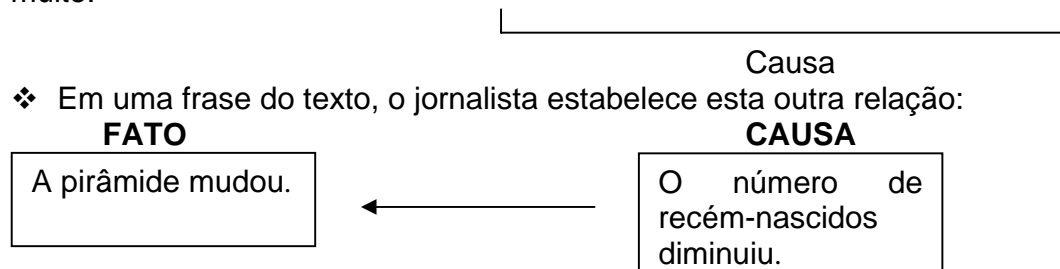 Causa
❖ Em uma frase do texto, o jornalista estabelece esta outra relação:
FATO CAUSA
A pirâmide mudou.
O número de
recém-nascidos
diminuiu.